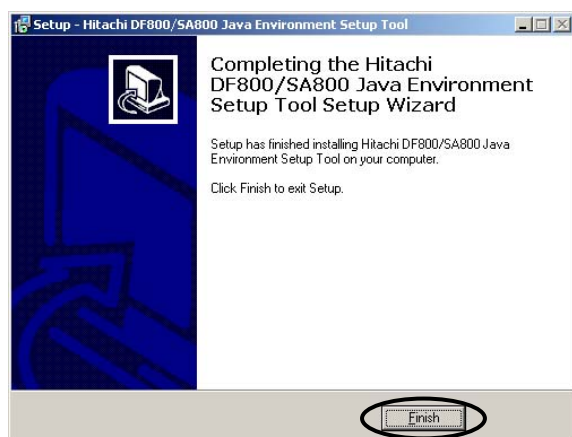 Setup - Hitachi DF800/SA800 Java Environment Setup Tool
Completing the Hitachi
DF800/SA800 Java Environment
Setup Tool Setup Wizard
Setup has finished installing Hitachi DF800/SA800 Java
Environment Setup Tool on your computer.
Click Finish to exit Setup.
Finish